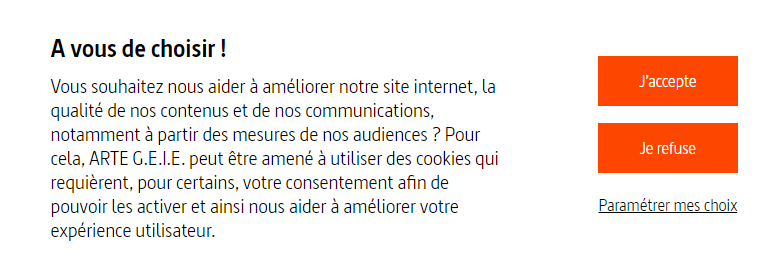 A vous de choisir !
Vous souhaitez nous aider à améliorer notre site internet, la
qualité de nos contenus et de nos communications,
notamment à partir des mesures de nos audiences ? Pour
cela, ARTE G.E.I.E. peut être amené à utiliser des cookies qui
requièrent, pour certains, votre consentement afin de
pouvoir les activer et ainsi nous aider à améliorer votre
expérience utilisateur.
J'accepte
Je refuse
Paramétrer mes choix